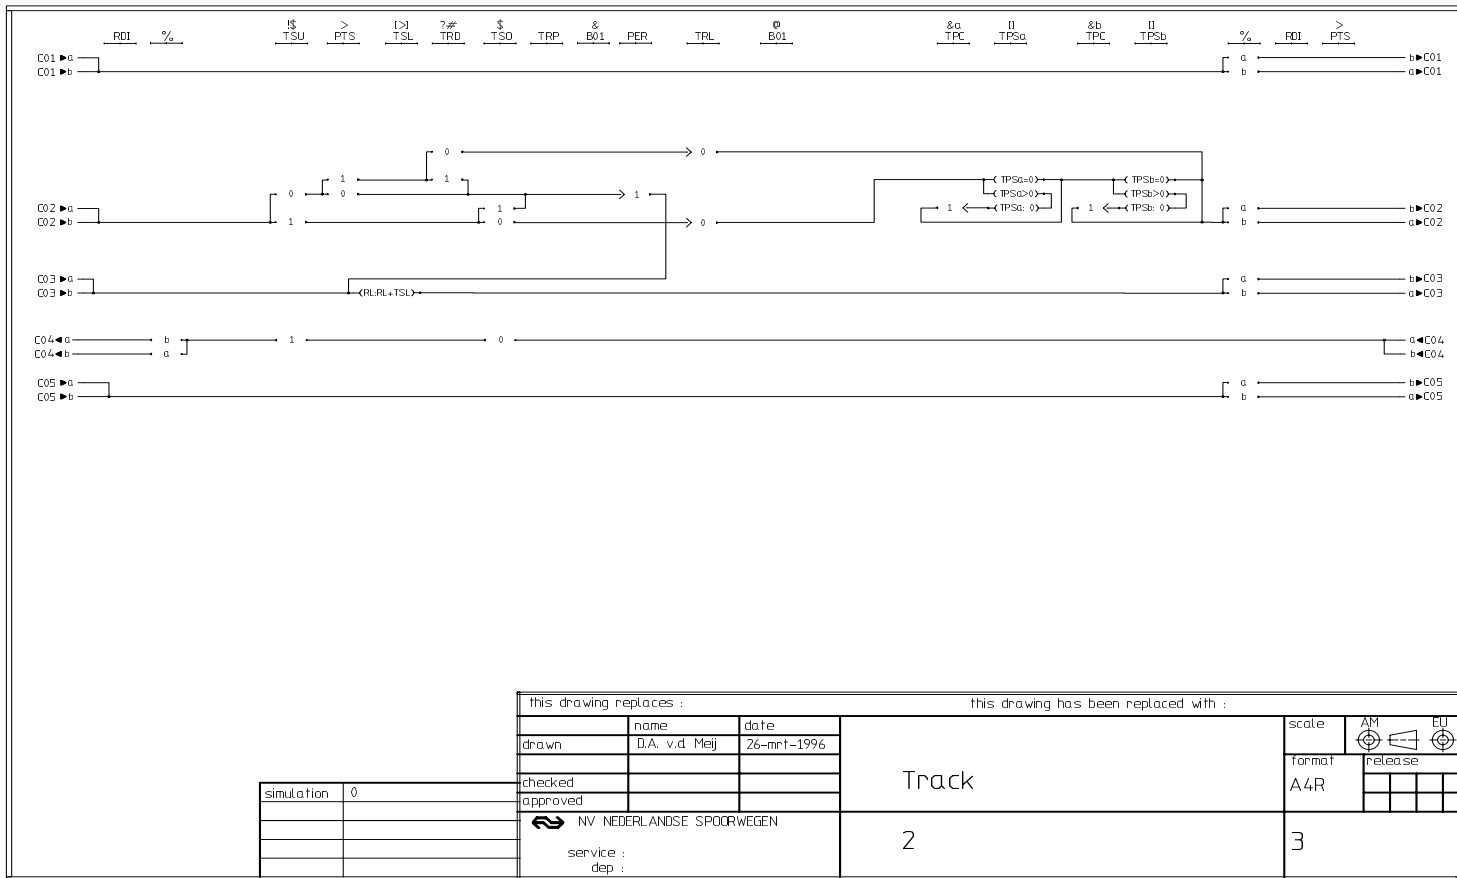 !$ > [>] ?# $ & @ &a [] &b [] >
RDI % TSU PTS TSL TRD TSO TRP B01 PER TRL B01 TPC TPSa TPC TPSb % RDI PTS
C01 a a b C01
C01 b b a C01
0 0
1 1 TPSa=0 TPSb=0
0 0 1 TPSa>0 TPSb>0
C02 a 1 1 TPSa: 0 1 TPSb: 0 a b C02
C02 b 1 0 0 b a C02
C03 a a b C03
C03 b (RL:RL+TSL) b a C03
C04 a b 1 0 a C04
C04 b a b C04
C05 a a b C05
C05 b b a C05
this drawing replaces : this drawing has been replaced with :
name date scale AM EU
drawn D.A. v.d. Meij 26-mrt-1996
format release
checked Track A4R
simulation 0
approved
NV NEDERLANDSE SPOORWEGEN
2 3
service :
dep :